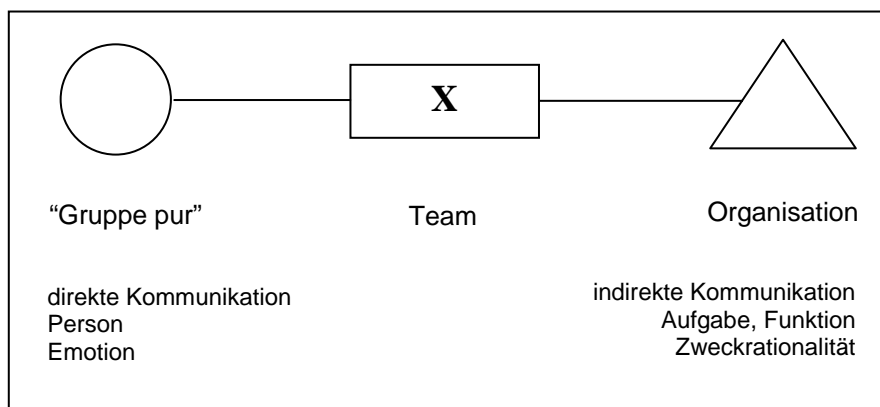 X
“Gruppe pur”
Team
Organisation
direkte Kommunikation
Person
Emotion
indirekte Kommunikation
Aufgabe, Funktion
Zweckrationalität